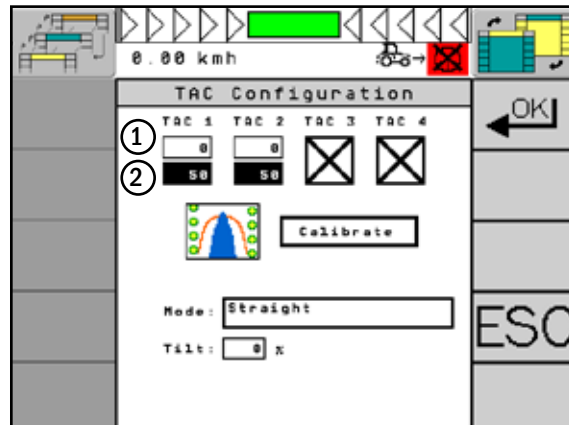 0.00 kmh
TAC Configuration
OK
TAC 1 TAC 2 TAC 3 TAC 4
1 0 0
2 50 50
Calibrate
Mode: Straight
ESC
Tilt: 0 %